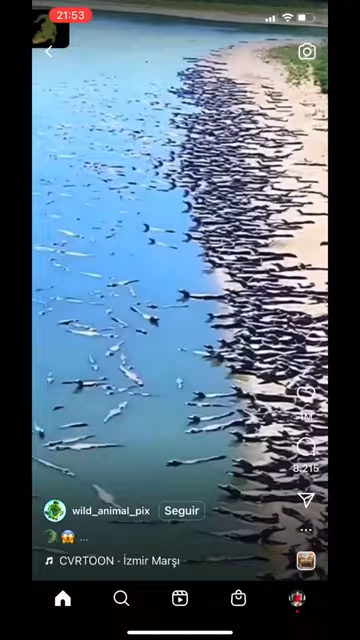 21:53
8.215
wild_animal_pix
Seguir
...
CVRTOON · İzmir Marşı